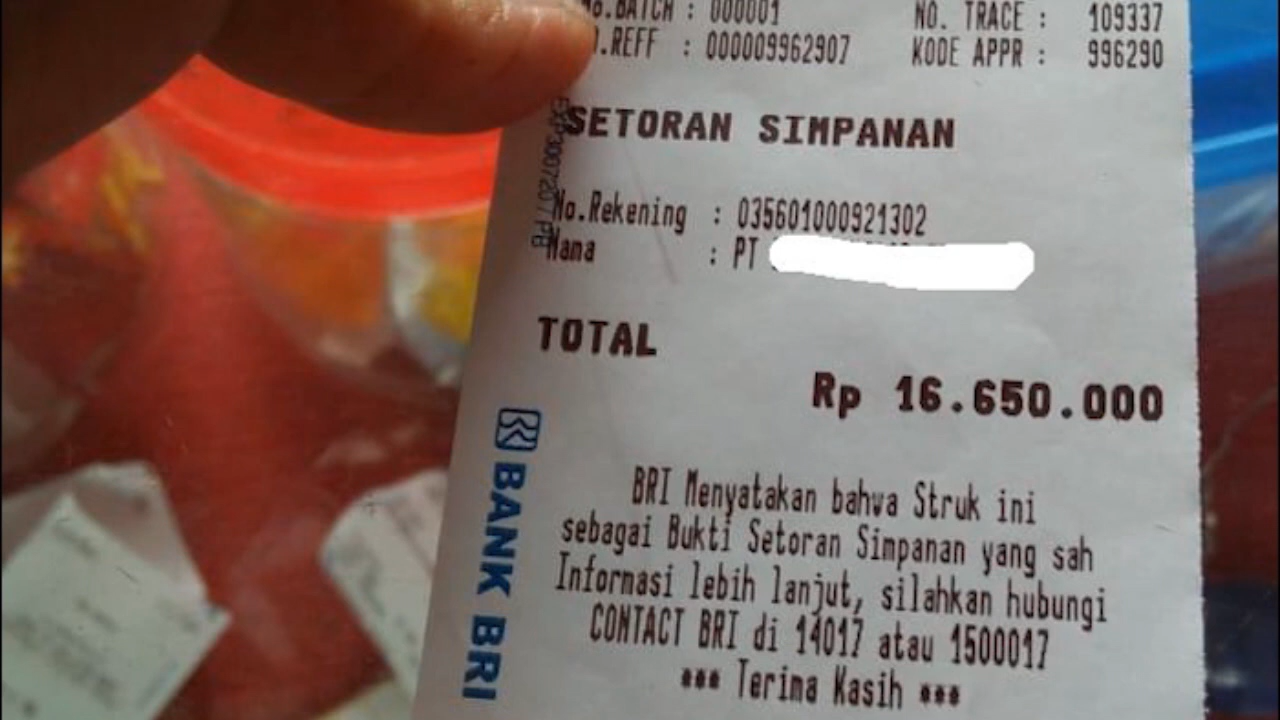 No.BATCH : 000001 NO. TRACE : 109337
.REFF : 000009962907 KODE APPR : 996290
SETORAN SIMPANAN
No.Rekening : 035601000921302
Nama : PT
TOTAL
Rp 16.650.000
BRI Menyatakan bahwa Struk ini
sebagai Bukti Setoran Simpanan yang sah
Informasi lebih lanjut, silahkan hubungi
CONTACT BRI di 14017 atau 1500017
*** Terima Kasih ***
BANK BRI